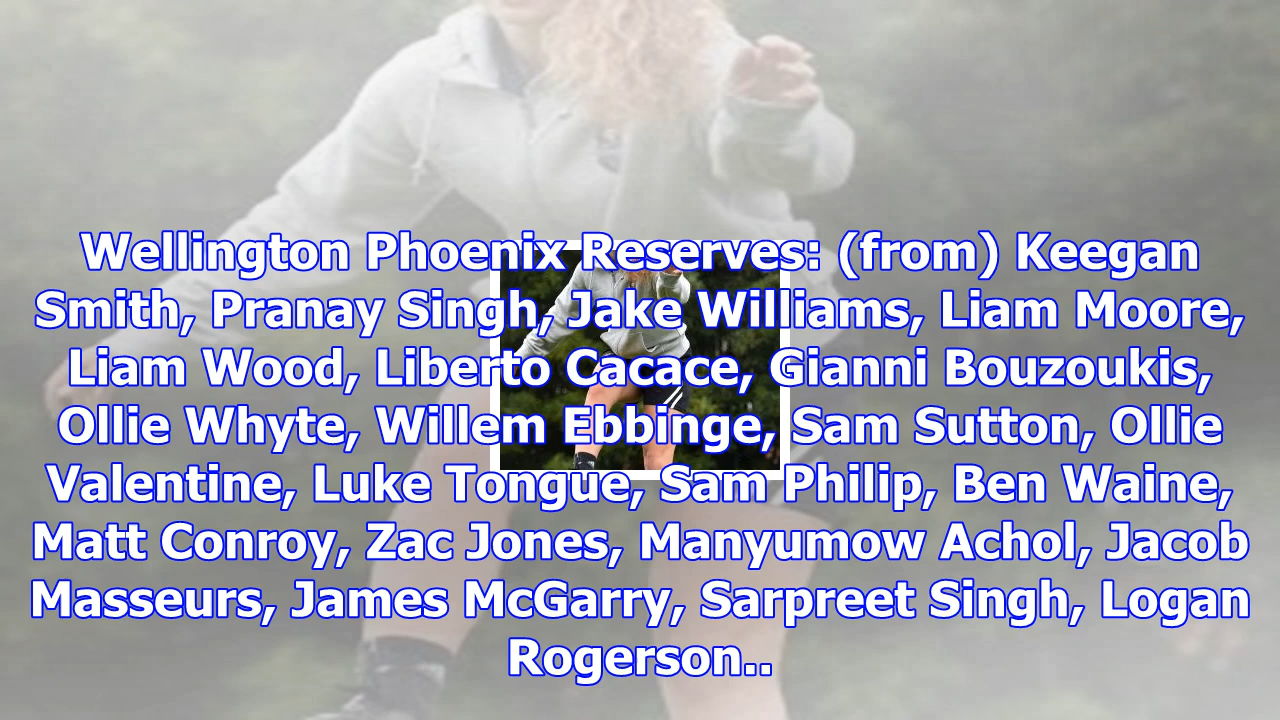 Wellington Phoenix Reserves: (from) Keegan
Smith, Pranay Singh, Jake Williams, Liam Moore,
Liam Wood, Liberto Cacace, Gianni Bouzoukis,
Ollie Whyte, Willem Ebbinge, Sam Sutton, Ollie
Valentine, Luke Tongue, Sam Philip, Ben Waine,
Matt Conroy, Zac Jones, Manyumow Achol, Jacob
Masseurs, James McGarry, Sarpreet Singh, Logan
Rogerson..